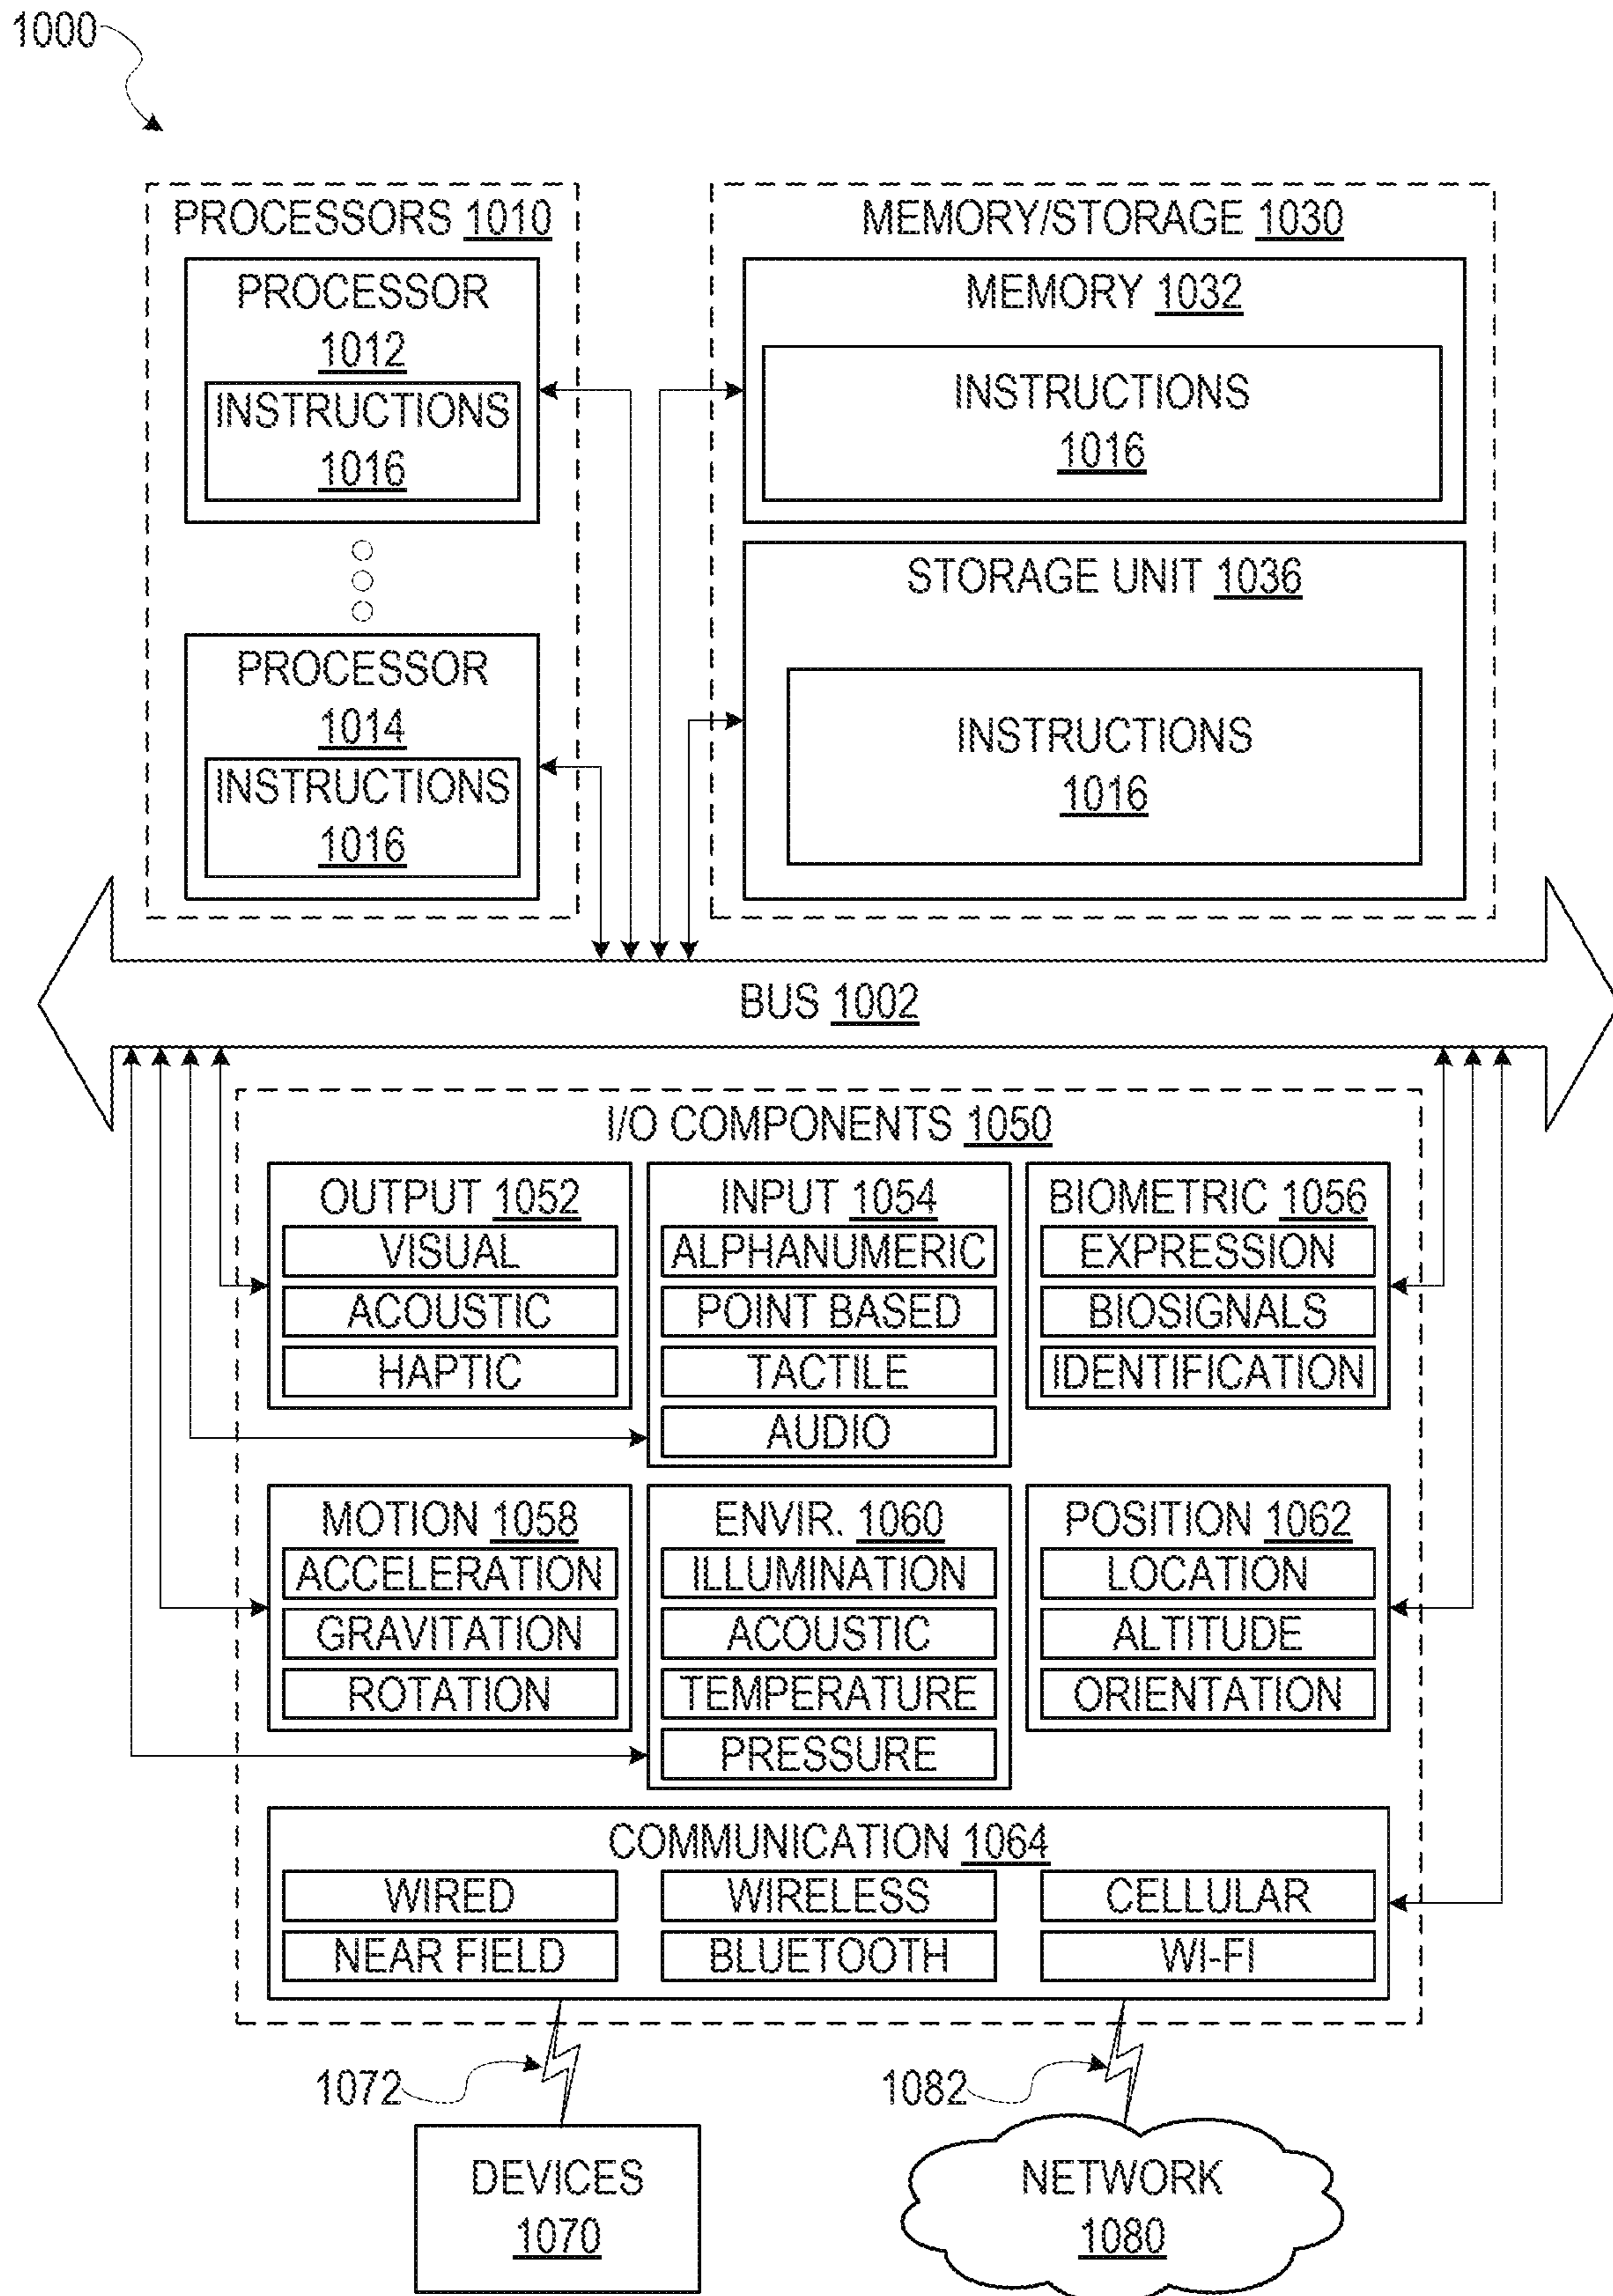 1000
PROCESSORS 1010
PROCESSOR
1012
INSTRUCTIONS
1016
PROCESSOR
1014
INSTRUCTIONS
1016
MEMORY/STORAGE 1030
MEMORY 1032
INSTRUCTIONS
1016
STORAGE UNIT 1036
INSTRUCTIONS
1016
BUS 1002
I/O COMPONENTS 1050
OUTPUT 1052
VISUAL
ACOUSTIC
HAPTIC
INPUT 1054
ALPHANUMERIC
POINT BASED
TACTILE
AUDIO
BIOMETRIC 1056
EXPRESSION
BIOSIGNALS
IDENTIFICATION
MOTION 1058
ACCELERATION
GRAVITATION
ROTATION
ENVIR. 1060
ILLUMINATION
ACOUSTIC
TEMPERATURE
PRESSURE
POSITION 1062
LOCATION
ALTITUDE
ORIENTATION
COMMUNICATION 1064
WIRED
WIRELESS
CELLULAR
NEAR FIELD
BLUETOOTH
WI-FI
1072
1082
DEVICES
1070
NETWORK
1080